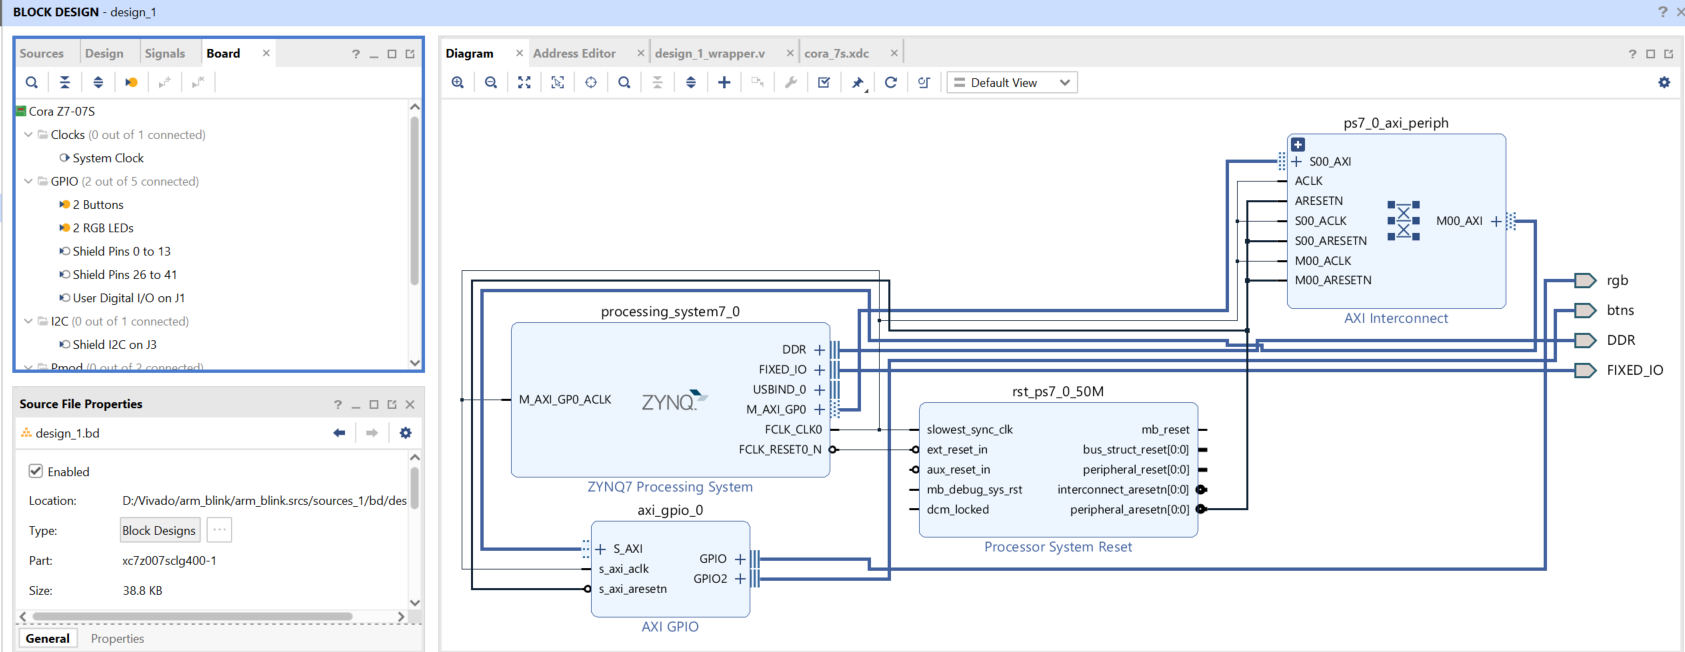 BLOCK DESIGN - design_1
Sources Design Signals Board
Cora Z7-07S
Clocks (0 out of 1 connected)
System Clock
GPIO (2 out of 5 connected)
2 Buttons
2 RGB LEDs
Shield Pins 0 to 13
Shield Pins 26 to 41
User Digital I/O on J1
I2C (0 out of 1 connected)
Shield I2C on J3
Pmod (0 out of 2 connected)
Source File Properties
design_1.bd
Enabled
Location: D:/Vivado/arm_blink/arm_blink.srcs/sources_1/bd/des
Type: Block Designs ...
Part: xc7z007sclg400-1
Size: 38.8 KB
General Properties
Diagram Address Editor design_1_wrapper.v cora_7s.xdc
Default View
ps7_0_axi_periph
S00_AXI
ACLK
ARESETN
S00_ACLK
S00_ARESETN
M00_ACLK
M00_ARESETN
M00_AXI
AXI Interconnect
rgb
btns
DDR
FIXED_IO
processing_system7_0
M_AXI_GP0_ACLK
ZYNQ
DDR
FIXED_IO
USBIND_0
M_AXI_GP0
FCLK_CLK0
FCLK_RESET0_N
ZYNQ7 Processing System
rst_ps7_0_50M
slowest_sync_clk
ext_reset_in
aux_reset_in
mb_debug_sys_rst
dcm_locked
mb_reset
bus_struct_reset[0:0]
peripheral_reset[0:0]
interconnect_aresetn[0:0]
peripheral_aresetn[0:0]
Processor System Reset
axi_gpio_0
S_AXI
s_axi_aclk
s_axi_aresetn
GPIO
GPIO2
AXI GPIO